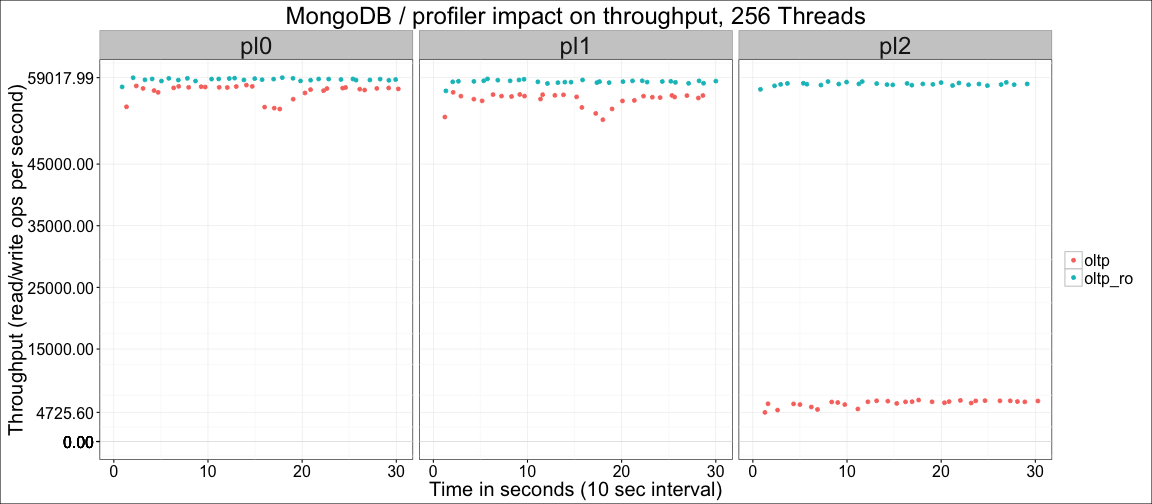 MongoDB / profiler impact on throughput, 256 Threads
pl0 pl1 pl2
Throughput (read/write ops per second)
59017.99
45000.00
35000.00
25000.00
15000.00
4725.60
0.00
oltp
oltp_ro
0 10 20 30 0 10 20 30 0 10 20 30
Time in seconds (10 sec interval)